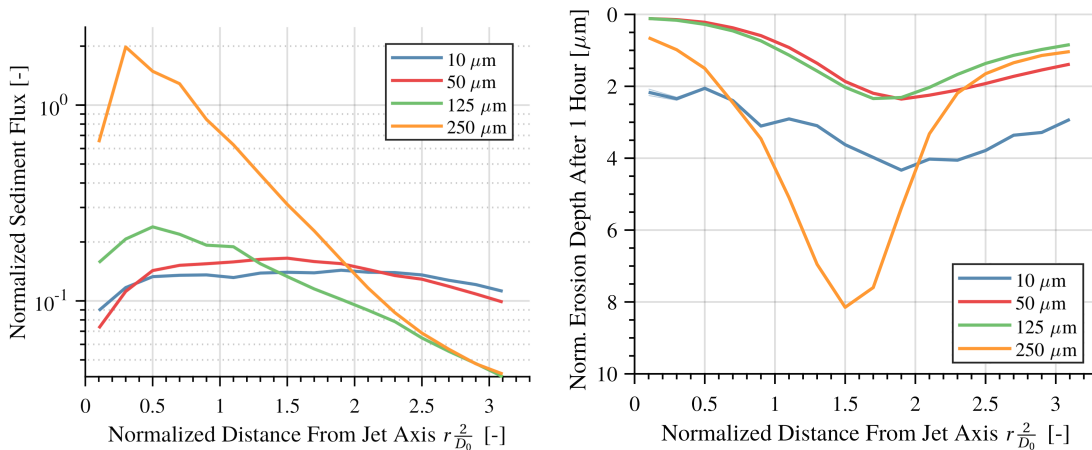 Normalized Sediment Flux [-]
10^0
10^-1
10 μm
50 μm
125 μm
250 μm
0 0.5 1 1.5 2 2.5 3
Normalized Distance From Jet Axis r 2/D_0 [-]
Norm. Erosion Depth After 1 Hour [μm]
0
2
4
6
8
10
10 μm
50 μm
125 μm
250 μm
0 0.5 1 1.5 2 2.5 3
Normalized Distance From Jet Axis r 2/D_0 [-]